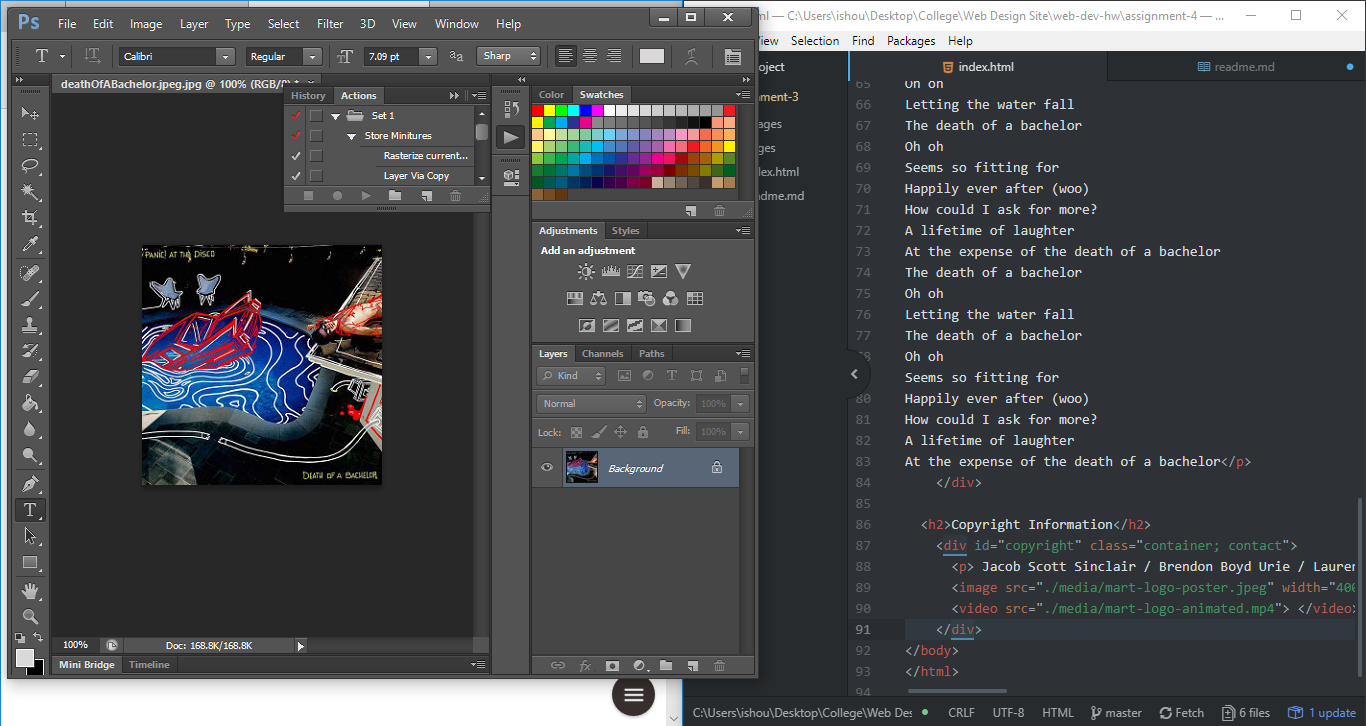 Ps File Edit Image Layer Type Select Filter 3D View Window Help
ml — C:\Users\ishou\Desktop\College\Web Design Site\web-dev-hw\assignment-4 — ...
View Selection Find Packages Help
T Calibri Regular 7.09 pt aa Sharp
deathOfABachelor.jpeg.jpg @ 100% (RGB/8) *
History Actions
Set 1
Store Minitures
Rasterize current...
Layer Via Copy
PANIC! AT THE DISCO
DEATH OF A BACHELOR
Color Swatches
Adjustments Styles
Add an adjustment
Layers Channels Paths
Kind
Normal Opacity: 100%
Lock: Fill: 100%
Background
100% Doc: 168.8K/168.8K
Mini Bridge Timeline
oject
nment-3
ages
ges
dex.html
dme.md
index.html readme.md
65 Oh oh
66 Letting the water fall
67 The death of a bachelor
68 Oh oh
69 Seems so fitting for
70 Happily ever after (woo)
71 How could I ask for more?
72 A lifetime of laughter
73 At the expense of the death of a bachelor
74 The death of a bachelor
75 Oh oh
76 Letting the water fall
77 The death of a bachelor
78 Oh oh
79 Seems so fitting for
80 Happily ever after (woo)
81 How could I ask for more?
82 A lifetime of laughter
83 At the expense of the death of a bachelor</p>
84 </div>
85
86 <h2>Copyright Information</h2>
87 <div id="copyright" class="container; contact">
88 <p> Jacob Scott Sinclair / Brendon Boyd Urie / Lauren
89 <image src="./media/mart-logo-poster.jpeg" width="400
90 <video src="./media/mart-logo-animated.mp4"> </video>
91 </div>
92 </body>
93 </html>
94
C:\Users\ishou\Desktop\College\Web Des CRLF UTF-8 HTML master Fetch 6 files 1 update